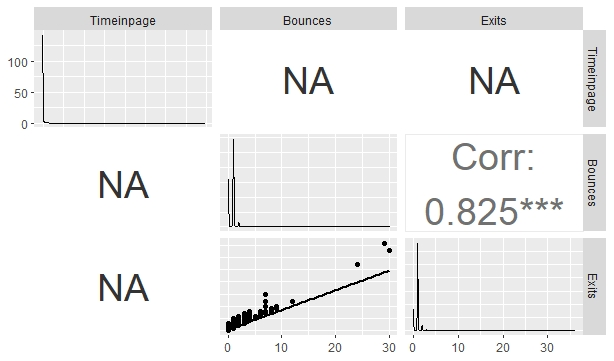 Timeinpage Bounces Exits
100
50
0
NA NA
Timeinpage
NA
Corr:
0.825***
Bounces
NA
Exits
0 10 20 30 0 10 20 30